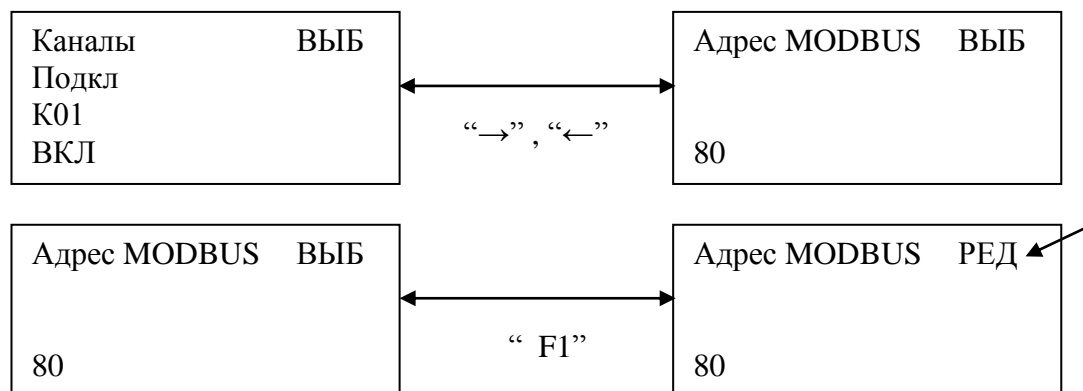 Каналы ВЫБ
Подкл
К01
ВКЛ
“→” , “←”
Адрес MODBUS ВЫБ
80
Адрес MODBUS ВЫБ
80
“ F1”
Адрес MODBUS РЕД
80